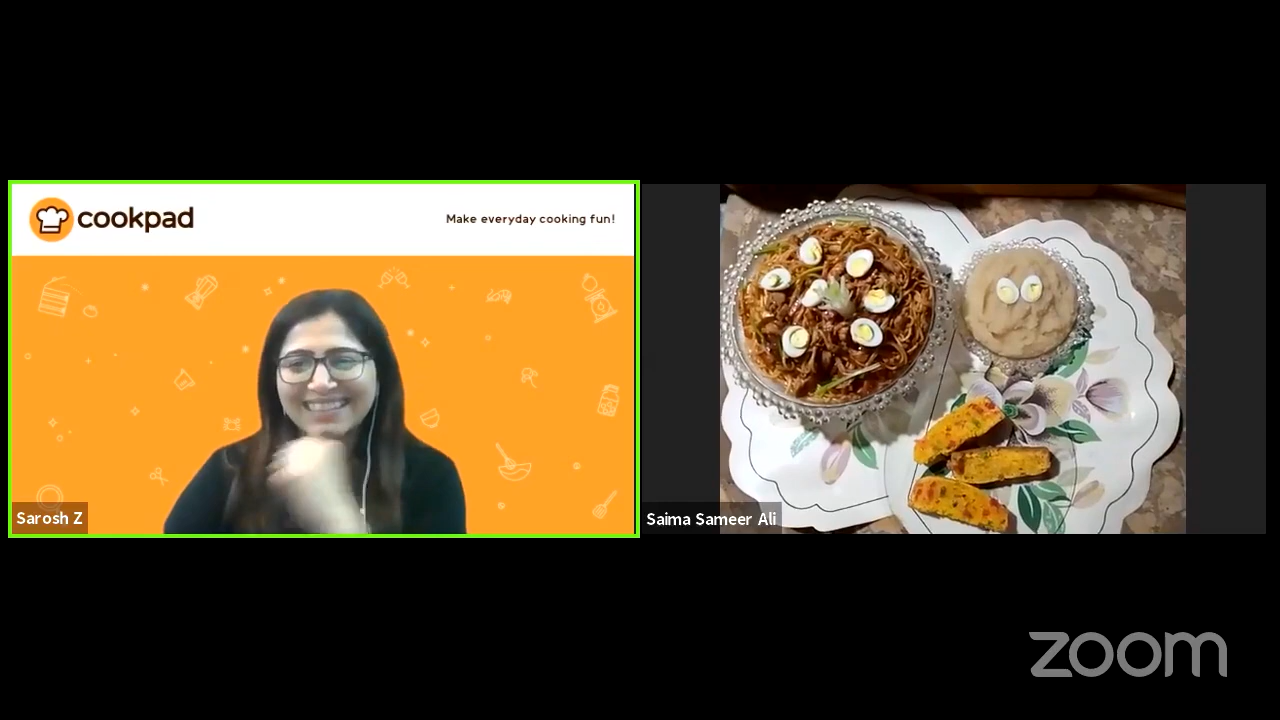 cookpad
Make everyday cooking fun!
Sarosh Z
Saima Sameer Ali
zoom